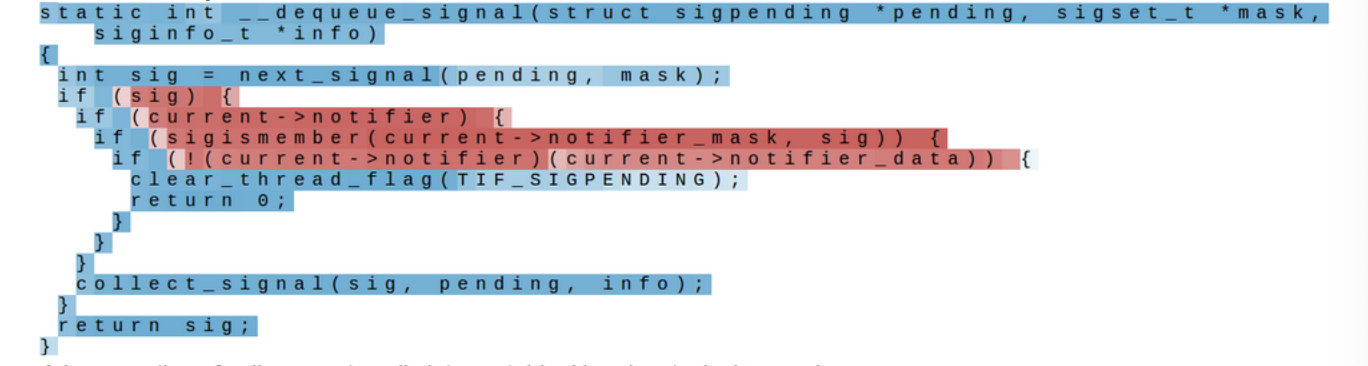 static int __dequeue_signal(struct sigpending *pending, sigset_t *mask,
siginfo_t *info)
{
int sig = next_signal(pending, mask);
if (sig) {
if (current->notifier) {
if (sigismember(current->notifier_mask, sig)) {
if (!(current->notifier)(current->notifier_data)) {
clear_thread_flag(TIF_SIGPENDING);
return 0;
}
}
}
collect_signal(sig, pending, info);
}
return sig;
}